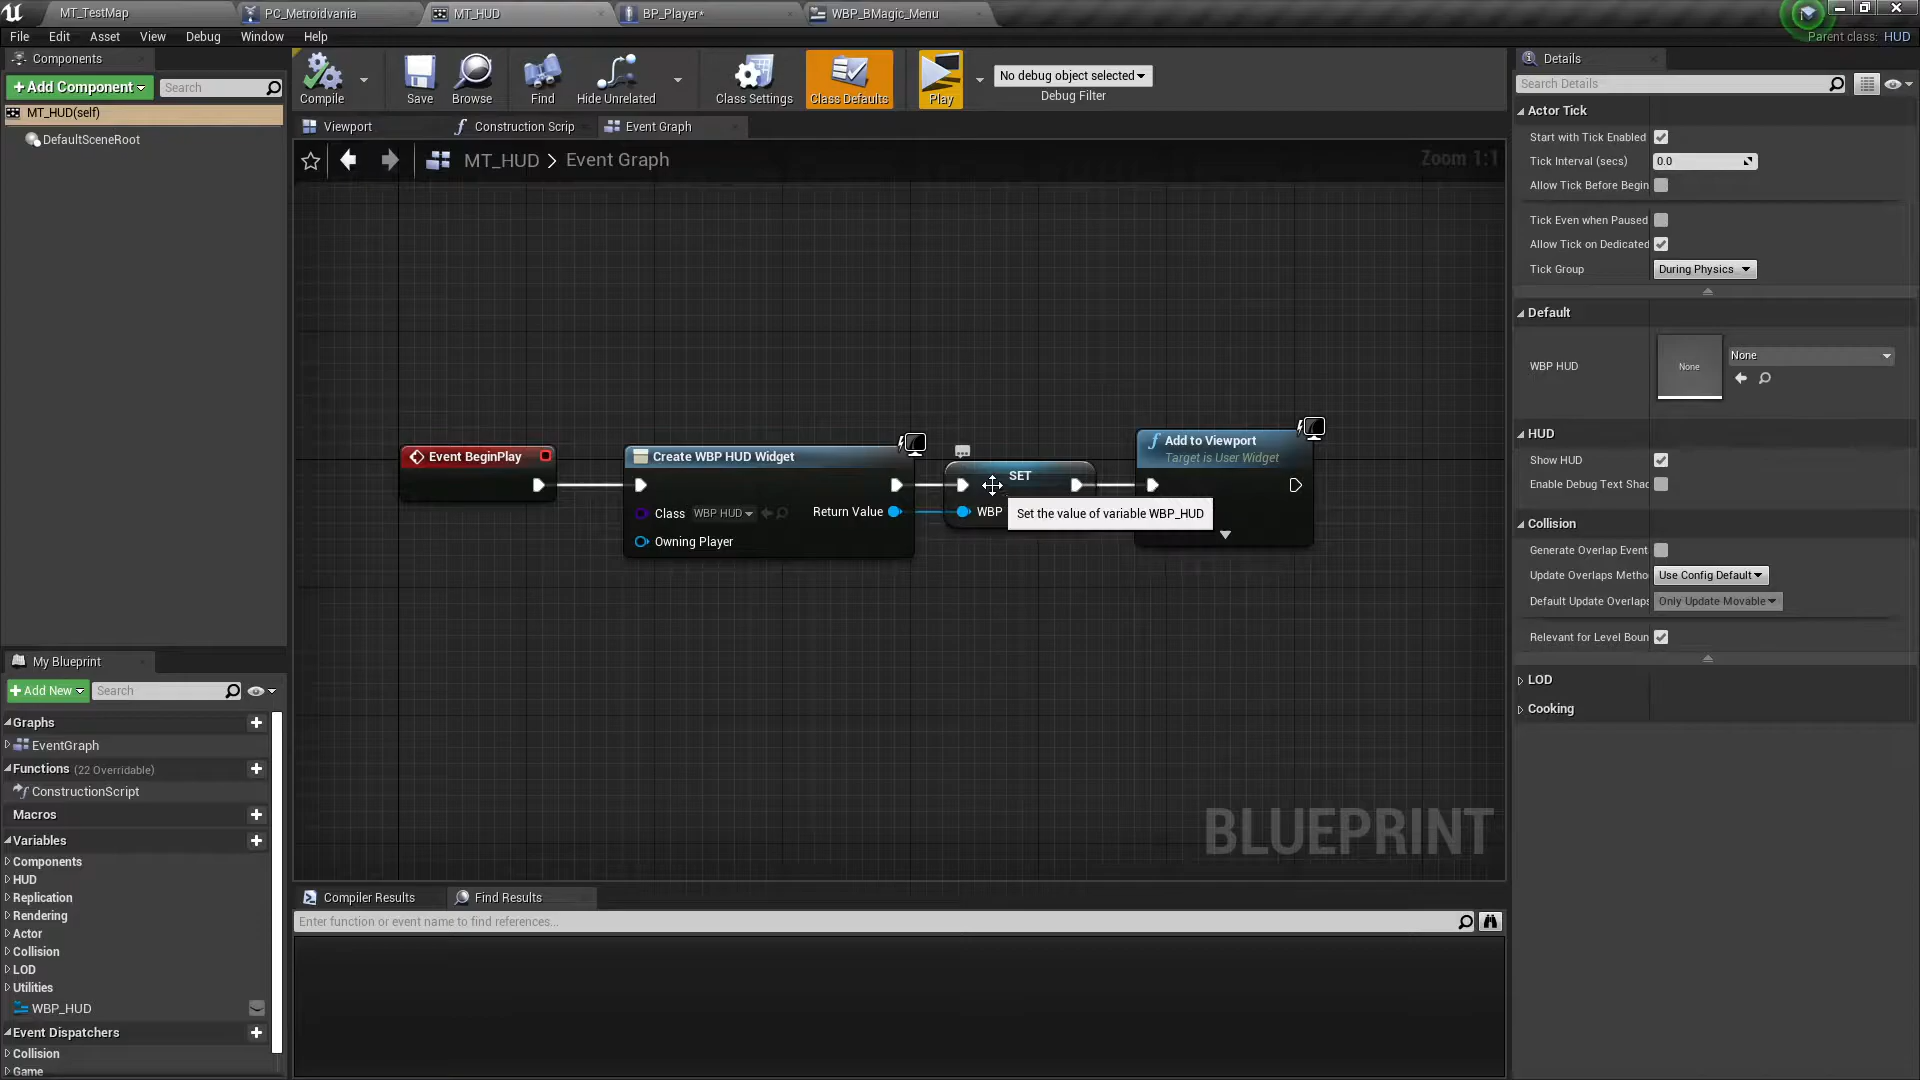 MT_TestMap
PC_Metroidvania
MT_HUD
BP_Player*
WBP_BMagic_Menu
File Edit Asset View Debug Window Help
Parent class: HUD
Components
+Add Component
Search
MT_HUD(self)
DefaultSceneRoot
Compile
Save
Browse
Find
Hide Unrelated
Class Settings
Class Defaults
Play
No debug object selected
Debug Filter
Viewport
Construction Scrip
Event Graph
MT_HUD > Event Graph
Zoom 1:1
Event BeginPlay
Create WBP HUD Widget
Class WBP HUD
Return Value
Owning Player
SET
WBP
Set the value of variable WBP_HUD
Add to Viewport
Target is User Widget
BLUEPRINT
My Blueprint
+Add New
Search
Graphs
EventGraph
Functions (22 Overridable)
ConstructionScript
Macros
Variables
Components
HUD
Replication
Rendering
Actor
Collision
LOD
Utilities
WBP_HUD
Event Dispatchers
Collision
Game
Compiler Results
Find Results
Enter function or event name to find references...
Details
Search Details
Actor Tick
Start with Tick Enabled
Tick Interval (secs) 0.0
Allow Tick Before Begin
Tick Even when Paused
Allow Tick on Dedicated
Tick Group During Physics
Default
WBP HUD
None
None
HUD
Show HUD
Enable Debug Text Shac
Collision
Generate Overlap Event
Update Overlaps Metho Use Config Default
Default Update Overlaps Only Update Movable
Relevant for Level Boun
LOD
Cooking